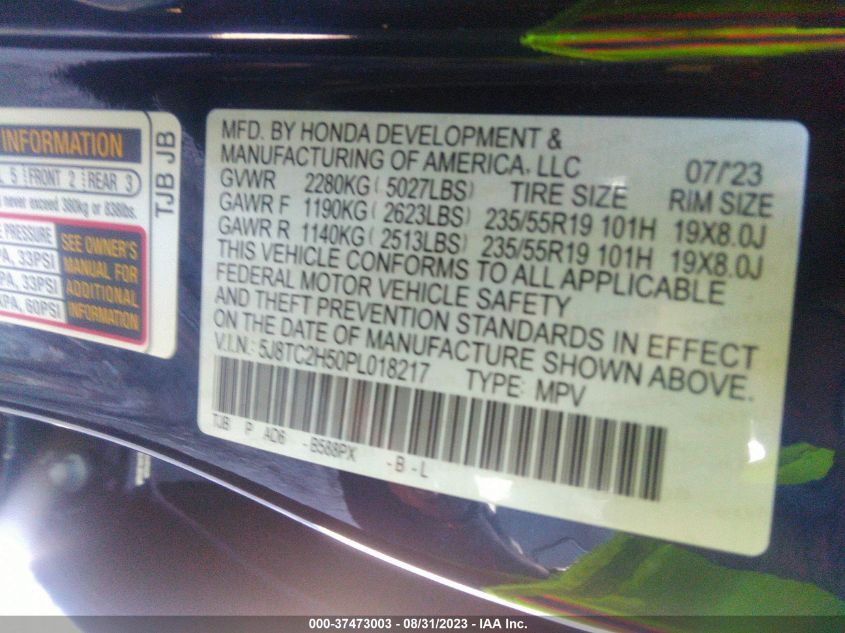 INFORMATION
5 FRONT 2 REAR 3
never exceed 380kg or 838lbs.
PRESSURE
33PSI
33PSI
60PSI
SEE OWNER'S
MANUAL FOR
ADDITIONAL
INFORMATION
TJB JB
MFD. BY HONDA DEVELOPMENT &
MANUFACTURING OF AMERICA, LLC 07/'23
GVWR 2280KG (5027LBS) TIRE SIZE RIM SIZE
GAWR F 1190KG (2623LBS) 235/55R19 101H 19X8.0J
GAWR R 1140KG (2513LBS) 235/55R19 101H 19X8.0J
THIS VEHICLE CONFORMS TO ALL APPLICABLE
FEDERAL MOTOR VEHICLE SAFETY
AND THEFT PREVENTION STANDARDS IN EFFECT
ON THE DATE OF MANUFACTURE SHOWN ABOVE.
V.I.N.: 5J8TC2H50PL018217 TYPE: MPV
TJB P AD6 -B588PX -B-L
000-37473003 - 08/31/2023 - IAA Inc.